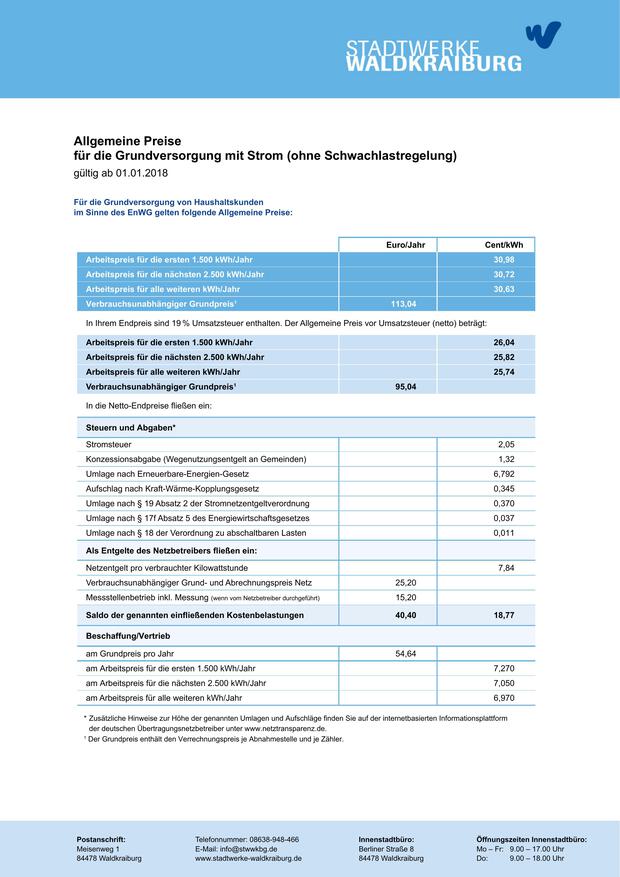 STADTWERKE
WALDKRAIBURG
Allgemeine Preise
für die Grundversorgung mit Strom (ohne Schwachlastregelung)
gültig ab 01.01.2018
Für die Grundversorgung von Haushaltskunden
im Sinne des EnWG gelten folgende Allgemeine Preise:
Euro/Jahr Cent/kWh
Arbeitspreis für die ersten 1.500 kWh/Jahr 30,98
Arbeitspreis für die nächsten 2.500 kWh/Jahr 30,72
Arbeitspreis für alle weiteren kWh/Jahr 30,63
Verbrauchsunabhängiger Grundpreis¹ 113,04
In Ihrem Endpreis sind 19 % Umsatzsteuer enthalten. Der Allgemeine Preis vor Umsatzsteuer (netto) beträgt:
Arbeitspreis für die ersten 1.500 kWh/Jahr 26,04
Arbeitspreis für die nächsten 2.500 kWh/Jahr 25,82
Arbeitspreis für alle weiteren kWh/Jahr 25,74
Verbrauchsunabhängiger Grundpreis¹ 95,04
In die Netto-Endpreise fließen ein:
Steuern und Abgaben*
Stromsteuer 2,05
Konzessionsabgabe (Wegenutzungsentgelt an Gemeinden) 1,32
Umlage nach Erneuerbare-Energien-Gesetz 6,792
Aufschlag nach Kraft-Wärme-Kopplungsgesetz 0,345
Umlage nach § 19 Absatz 2 der Stromnetzentgeltverordnung 0,370
Umlage nach § 17f Absatz 5 des Energiewirtschaftsgesetzes 0,037
Umlage nach § 18 der Verordnung zu abschaltbaren Lasten 0,011
Als Entgelte des Netzbetreibers fließen ein:
Netzentgelt pro verbrauchter Kilowattstunde 7,84
Verbrauchsunabhängiger Grund- und Abrechnungspreis Netz 25,20
Messstellenbetrieb inkl. Messung (wenn vom Netzbetreiber durchgeführt) 15,20
Saldo der genannten einfließenden Kostenbelastungen 40,40 18,77
Beschaffung/Vertrieb
am Grundpreis pro Jahr 54,64
am Arbeitspreis für die ersten 1.500 kWh/Jahr 7,270
am Arbeitspreis für die nächsten 2.500 kWh/Jahr 7,050
am Arbeitspreis für alle weiteren kWh/Jahr 6,970
* Zusätzliche Hinweise zur Höhe der genannten Umlagen und Aufschläge finden Sie auf der internetbasierten Informationsplattform
der deutschen Übertragungsnetzbetreiber unter www.netztransparenz.de.
¹ Der Grundpreis enthält den Verrechnungspreis je Abnahmestelle und je Zähler.
Postanschrift:
Meisenweg 1
84478 Waldkraiburg
Telefonnummer: 08638-948-466
E-Mail: info@stwwkbg.de
www.stadtwerke-waldkraiburg.de
Innenstadtbüro:
Berliner Straße 8
84478 Waldkraiburg
Öffnungszeiten Innenstadtbüro:
Mo – Fr: 9.00 – 17.00 Uhr
Do: 9.00 – 18.00 Uhr